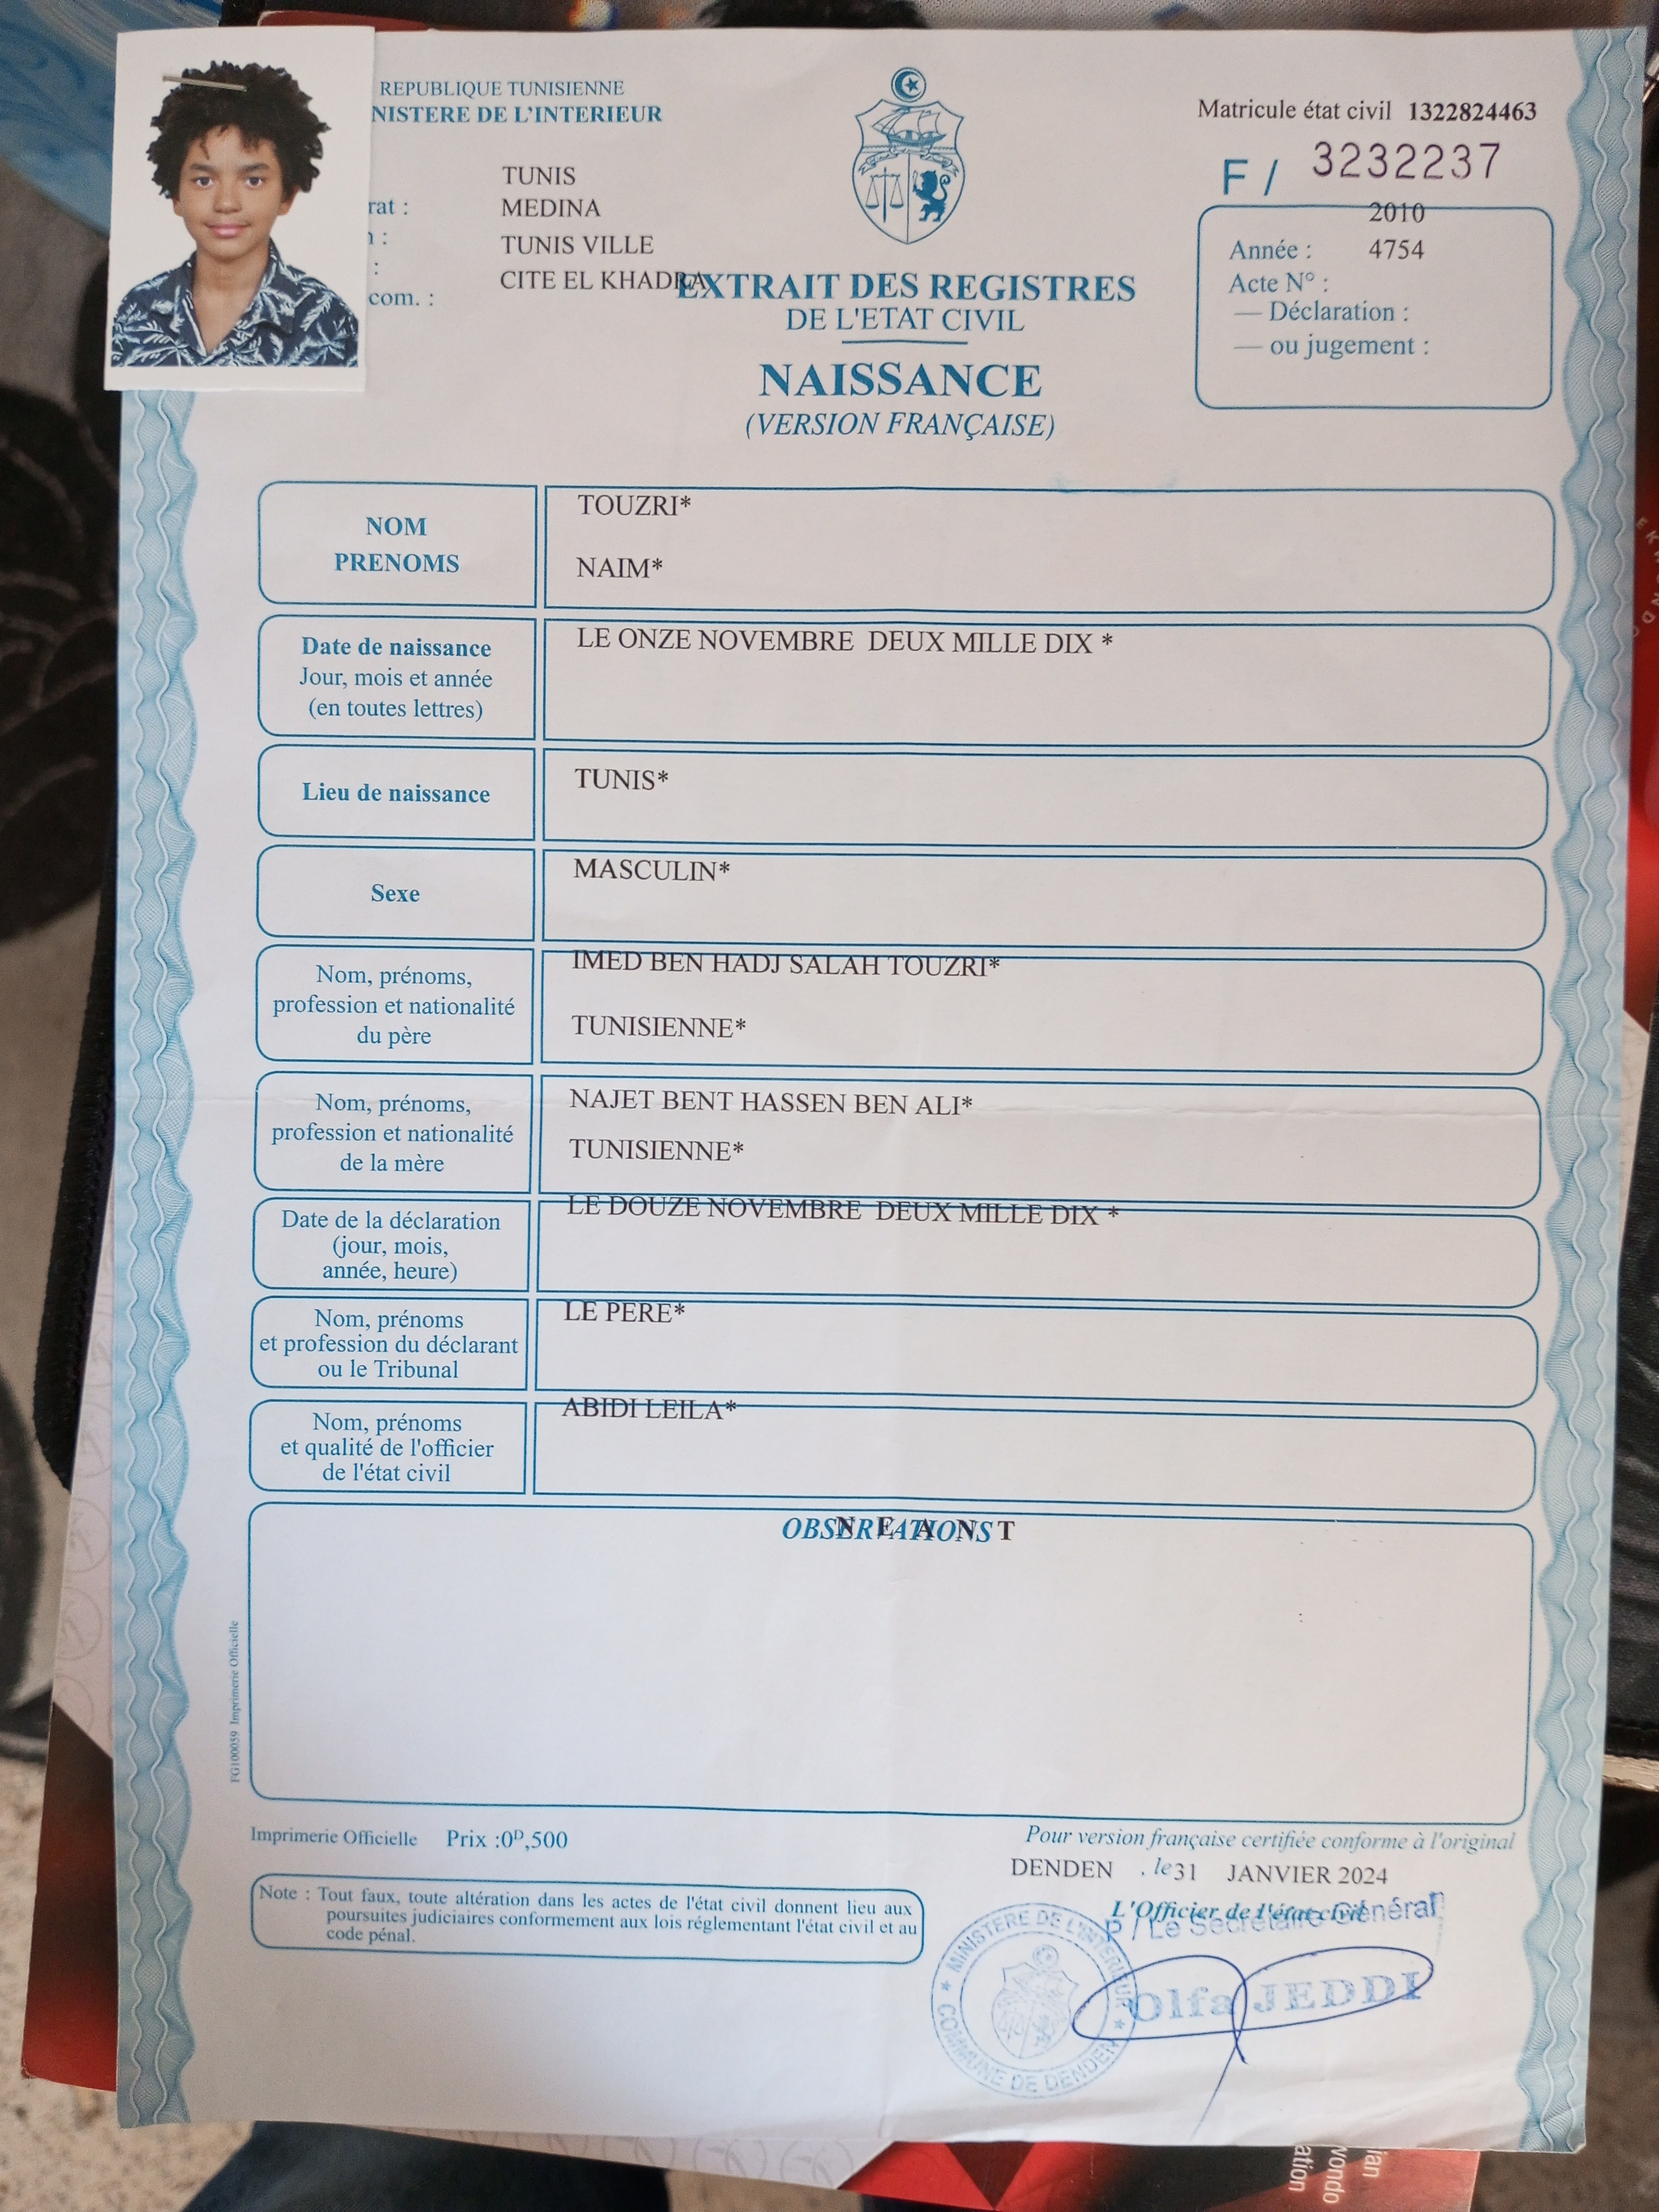 REPUBLIQUE TUNISIENNE
NISTERE DE L'INTERIEUR
TUNIS
rat : MEDINA
TUNIS VILLE
CITE EL KHADRA
com. :
Matricule état civil 1322824463
F / 3232237
2010
Année : 4754
Acte N° :
— Déclaration :
— ou jugement :
EXTRAIT DES REGISTRES
DE L'ETAT CIVIL
NAISSANCE
(VERSION FRANÇAISE)
NOM
PRENOMS
TOUZRI*
NAIM*
Date de naissance
Jour, mois et année
(en toutes lettres)
LE ONZE NOVEMBRE DEUX MILLE DIX *
Lieu de naissance
TUNIS*
Sexe
MASCULIN*
Nom, prénoms,
profession et nationalité
du père
IMED BEN HADJ SALAH TOUZRI*
TUNISIENNE*
Nom, prénoms,
profession et nationalité
de la mère
NAJET BENT HASSEN BEN ALI*
TUNISIENNE*
Date de la déclaration
(jour, mois,
année, heure)
LE DOUZE NOVEMBRE DEUX MILLE DIX *
Nom, prénoms
et profession du déclarant
ou le Tribunal
LE PERE*
Nom, prénoms
et qualité de l'officier
de l'état civil
ABIDI LEILA*
OBSERVATIONS
N E A N T
FG100059 Imprimerie Officielle
Imprimerie Officielle Prix :0ᴰ,500
Note : Tout faux, toute altération dans les actes de l'état civil donnent lieu aux
poursuites judiciaires conformement aux lois réglementant l'état civil et au
code pénal.
Pour version française certifiée conforme à l'original
DENDEN , le 31 JANVIER 2024
L'Officier de l'état civil
P / Le Secrétaire Général
Olfa JEDDI
* MINISTERE DE L'INTERIEUR *
COMMUNE DE DENDEN
ian
wondo
ation